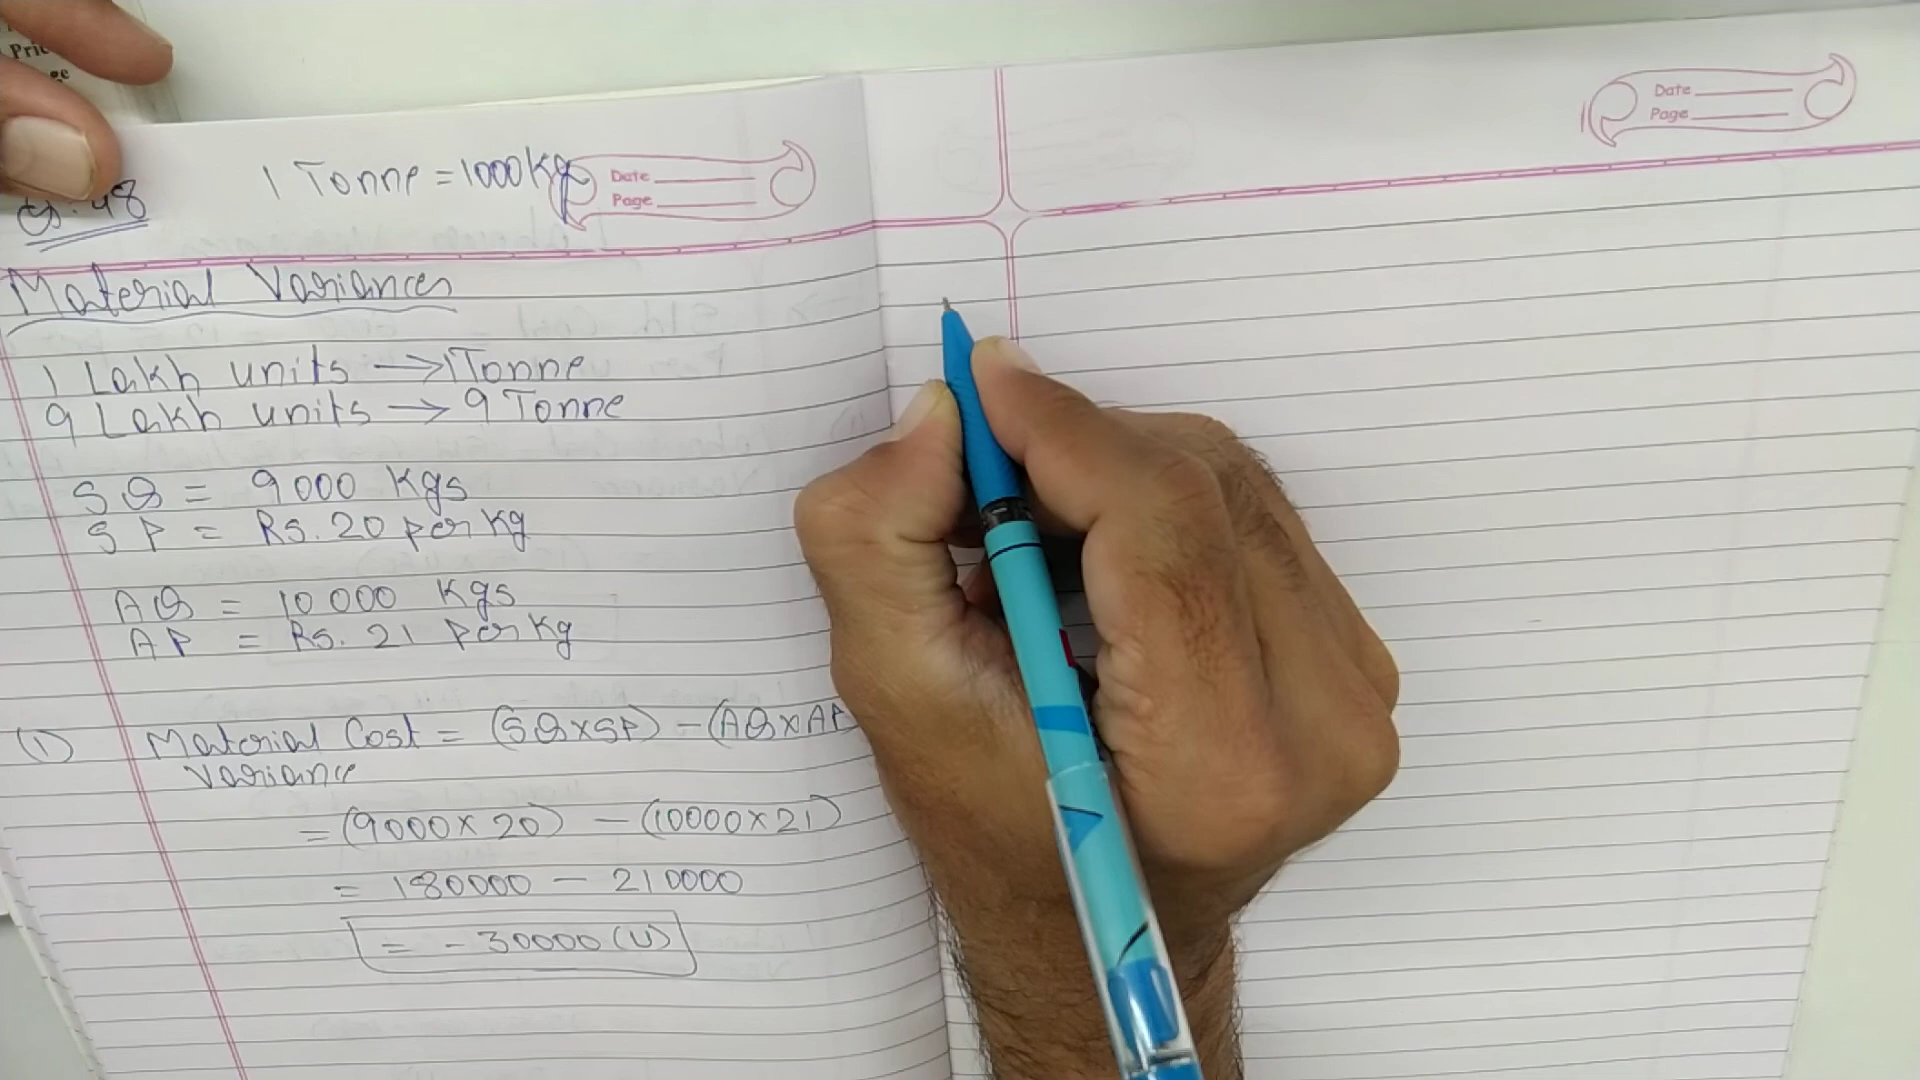 Pric
ge
1 Tonne = 1000 Kg
Date
Page
Q. 48
Material Variances
1 Lakh units → 1 Tonne
9 Lakh units → 9 Tonne
SQ = 9000 Kgs
SP = Rs. 20 per Kg
AQ = 10000 Kgs
AP = Rs. 21 per Kg
(1) Material Cost = (SQ×SP) - (AQ×AP
Variance
= (9000×20) - (10000×21)
= 180000 - 210000
= - 30000 (U)
Date
Page